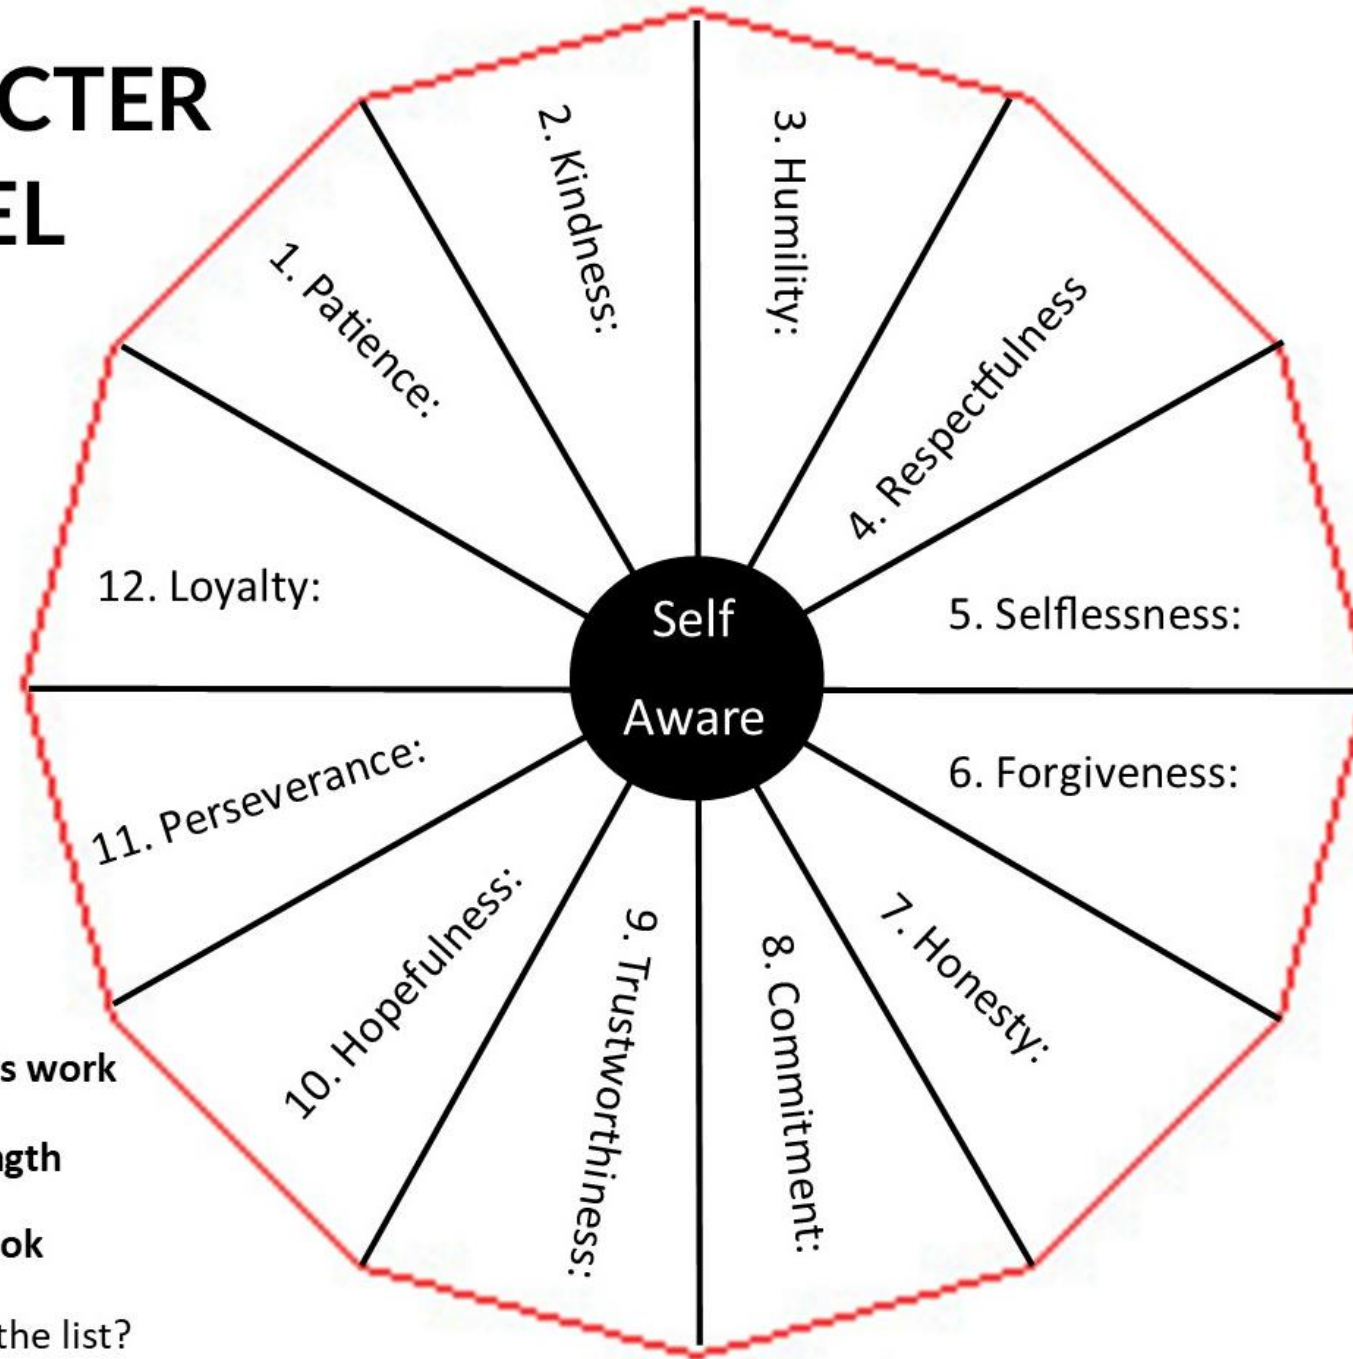 CTER
EL
1. Patience:
2. Kindness:
3. Humility:
4. Respectfulness
5. Selflessness:
6. Forgiveness:
7. Honesty:
8. Commitment:
9. Trustworthiness:
10. Hopefulness:
11. Perseverance:
12. Loyalty:
Self
Aware
s work
gth
ok
the list?